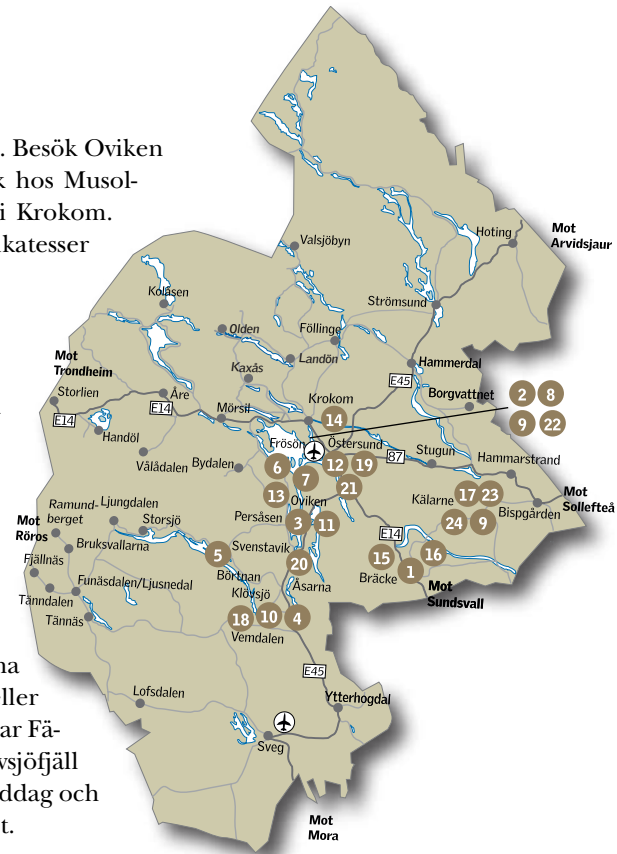 . Besök Oviken
k hos Musol-
i Krokom.
ikatesser
na
eller
ar Fä-
vsjöfjäll
ddag och
t.
Hoting
Mot
Arvidsjaur
Valsjöbyn
Kolåsen
Strömsund
Olden
Föllinge
Landön
Hammerdal
Mot
Trondheim
Kaxås
E45
Borgvattnet
2 8
Storlien
Åre
Krokom
E14
E14
Mörsil
14
9 22
Handöl
Frösön
Östersund
Stugun
Vålådalen
Bydalen
6
12 19
87
Hammarstrand
7
21
Kälarne
17 23
Mot
Sollefteå
13
Oviken
Bispgården
Ramund-
berget
Ljungdalen
Storsjö
Persåsen
3 11
24 9
Mot
Röros
Bruksvallarna
5
Svenstavik
E14
16
Fjällnäs
Börtnan
20
15
Bräcke
1
Funäsdalen/Ljusnedal
Klövsjö
Åsarna
Mot
Sundsvall
Tänndalen
Tännäs
18 10 4
Vemdalen
E45
Lofsdalen
Ytterhogdal
Sveg
Mot
Mora